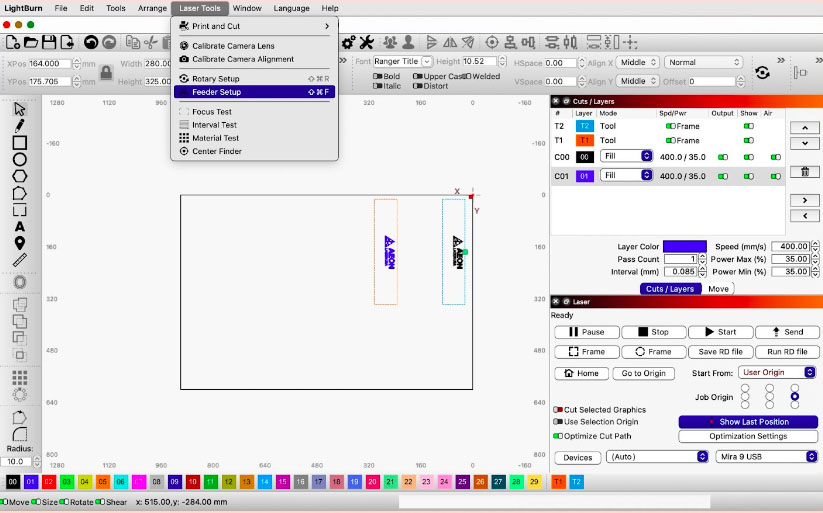 LightBurn File Edit Tools Arrange Laser Tools Window Language Help
Print and Cut
Calibrate Camera Lens
Calibrate Camera Alignment
Rotary Setup ⇧⌘R
Feeder Setup ⇧⌘F
Focus Test
Interval Test
Material Test
Center Finder
XPos 164.000 mm Width 280.00
YPos 175.705 mm Height 325.00
Font Ranger Title Height 10.52 HSpace 0.00 Align X Middle Normal
Bold Upper Case Welded
Italic Distort VSpace 0.00 Align Y Middle Offset 0
1280 1120 960 320 160 0 -160
-160 -160
0 0
160 160
320 320
480 480
640 640
800 800
1280 1120 960 800 640 480 320 160 0 -160
X
Y
AEON
AEON
Cuts / Layers
# Layer Mode Spd/Pwr Output Show Air
T2 T2 Tool Frame
T1 T1 Tool Frame
C00 00 Fill 400.0 / 35.0
C01 01 Fill 400.0 / 35.0
Layer Color Speed (mm/s) 400.00
Pass Count 1 Power Max (%) 35.00
Interval (mm) 0.085 Power Min (%) 35.00
Cuts / Layers Move
Laser
Ready
Pause Stop Start Send
Frame Frame Save RD file Run RD file
Home Go to Origin Start From: User Origin
Job Origin
Cut Selected Graphics
Use Selection Origin Show Last Position
Optimize Cut Path Optimization Settings
Devices (Auto) Mira 9 USB
Radius:
10.0
00 01 02 03 04 05 06 07 08 09 10 11 12 13 14 15 16 17 18 19 20 21 22 23 24 25 26 27 28 29 T1 T2
Move Size Rotate Shear x: 515.00, y: -284.00 mm